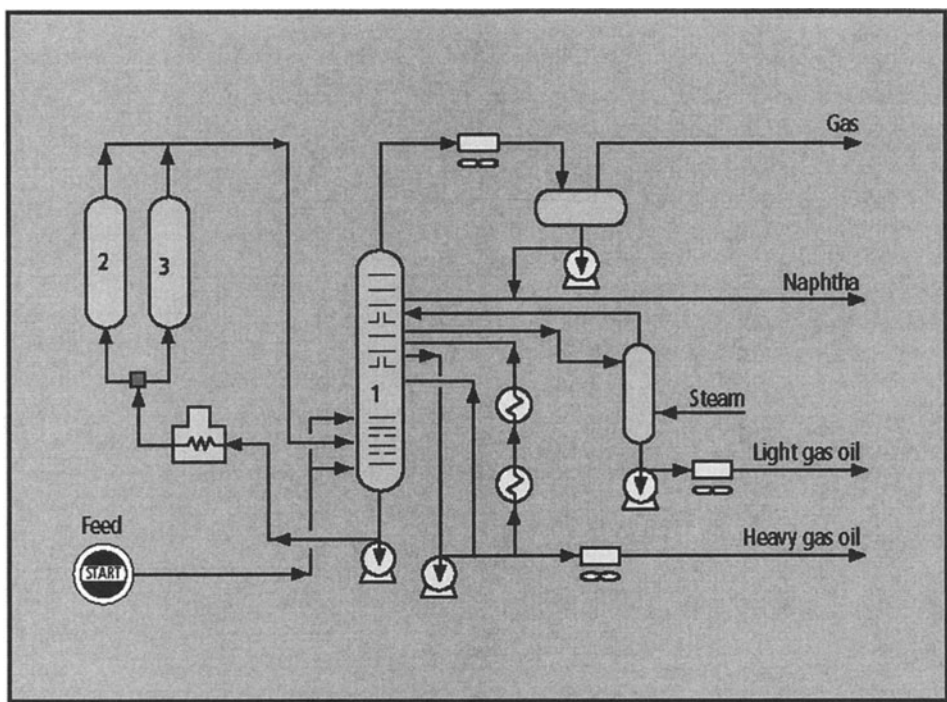 Gas
2
3
Naphtha
1
Steam
Light gas oil
Feed
Heavy gas oil
START